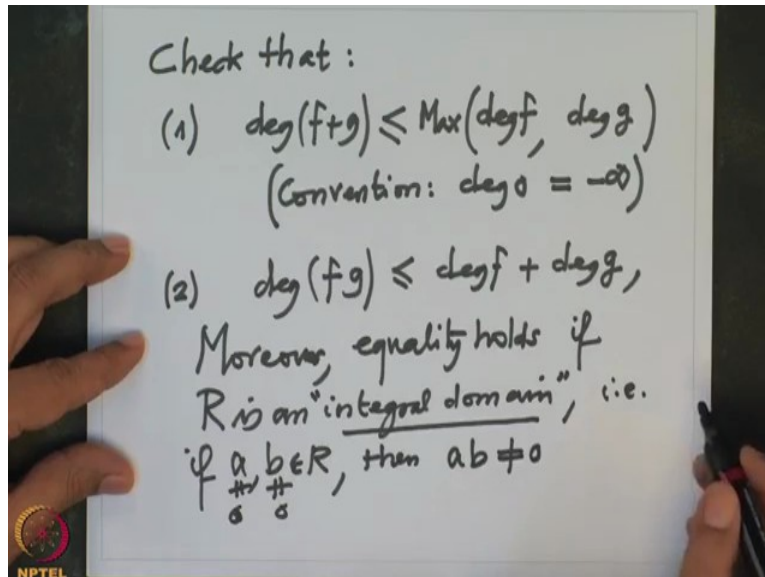 Check that :
(1) deg(f+g) ⩽ Max(deg f, deg g)
(Convention: deg 0 = -∞)
(2) deg(fg) ⩽ deg f + deg g,
Moreover, equality holds if
R is an "integral domain", i.e.
if a, b ∈ R, then ab ≠ 0
≠ ≠
0 0
NPTEL